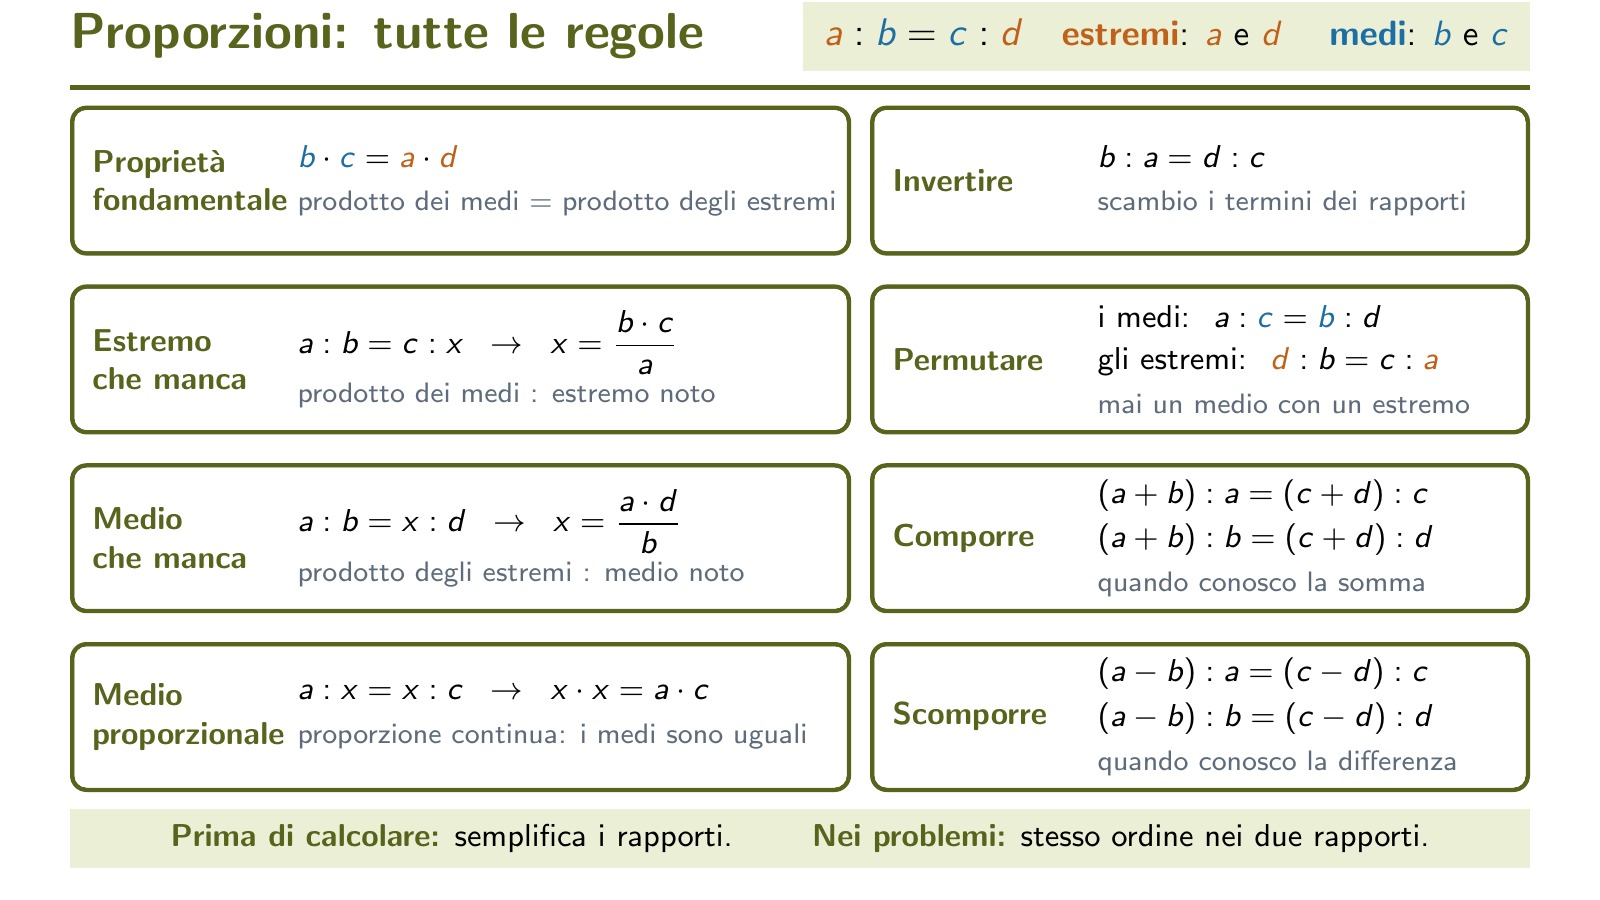 Proporzioni: tutte le regole
a : b = c : d estremi: a e d medi: b e c
Proprietà
fondamentale
b · c = a · d
prodotto dei medi = prodotto degli estremi
Invertire
b : a = d : c
scambio i termini dei rapporti
Estremo
che manca
a : b = c : x → x = b · c / a
prodotto dei medi : estremo noto
Permutare
i medi: a : c = b : d
gli estremi: d : b = c : a
mai un medio con un estremo
Medio
che manca
a : b = x : d → x = a · d / b
prodotto degli estremi : medio noto
Comporre
(a + b) : a = (c + d) : c
(a + b) : b = (c + d) : d
quando conosco la somma
Medio
proporzionale
a : x = x : c → x · x = a · c
proporzione continua: i medi sono uguali
Scomporre
(a − b) : a = (c − d) : c
(a − b) : b = (c − d) : d
quando conosco la differenza
Prima di calcolare: semplifica i rapporti. Nei problemi: stesso ordine nei due rapporti.